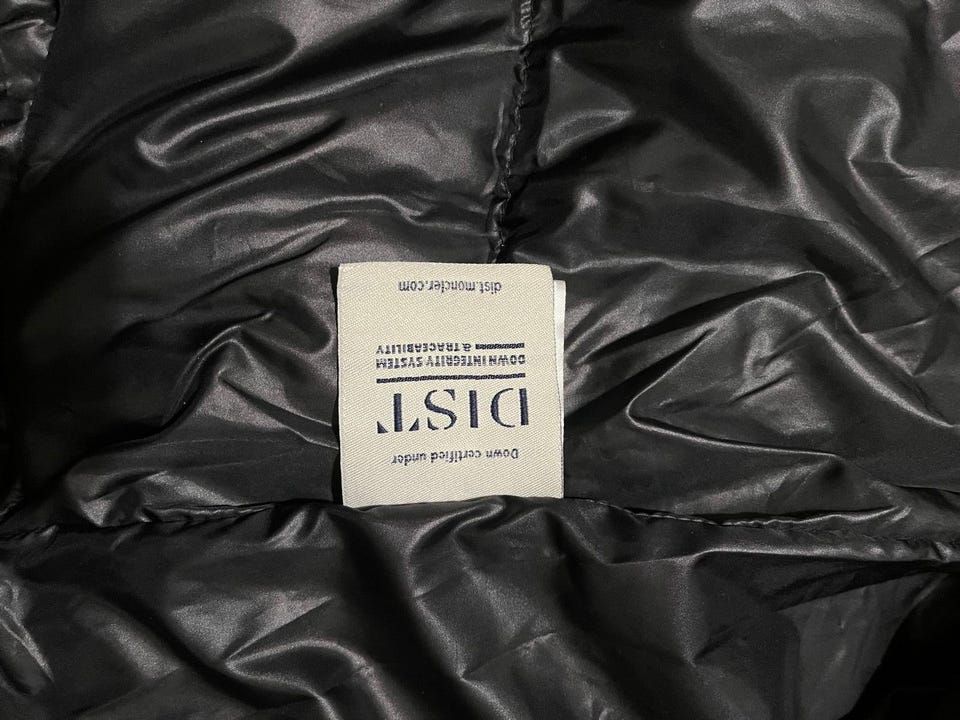 Down certified under
DIST
DOWN INTEGRITY SYSTEM
& TRACEABILITY
dist.moncler.com